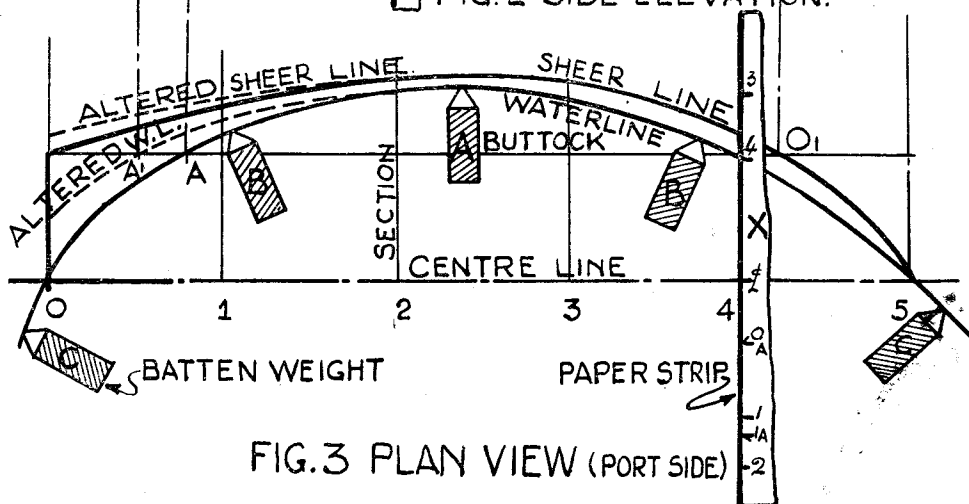 FIG. 2 SIDE ELEVATION.
ALTERED SHEER LINE
SHEER LINE
3
ALTERED W.L.
WATERLINE
A'
A
B
A
BUTTOCK
B
4
O1
SECTION
X
CENTRE LINE
℄
O
1
2
3
4
5
C
BATTEN WEIGHT
PAPER STRIP
O
A
C
1
1A
2
FIG. 3 PLAN VIEW (PORT SIDE)